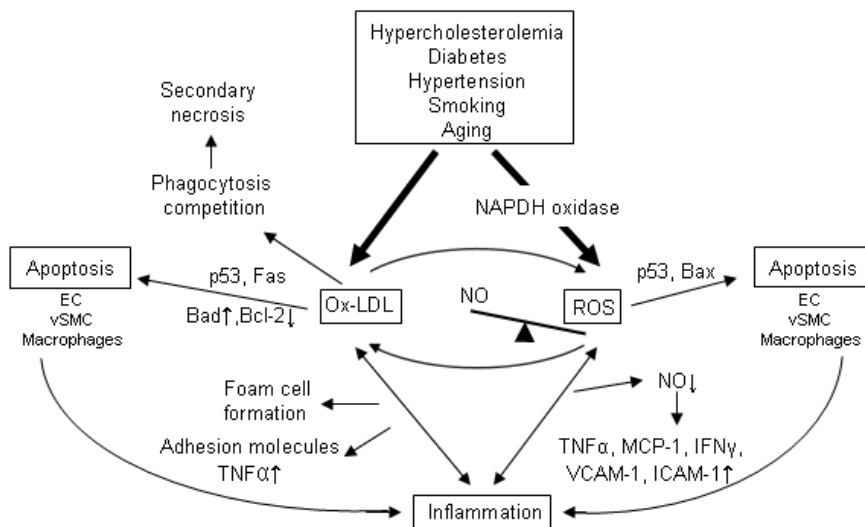 Hypercholesterolemia
Diabetes
Hypertension
Smoking
Aging
Secondary
necrosis
Phagocytosis
competition
NAPDH oxidase
Apoptosis
EC
vSMC
Macrophages
p53, Fas
Bad↑,Bcl-2↓
Ox-LDL
NO
ROS
p53, Bax
Apoptosis
EC
vSMC
Macrophages
Foam cell
formation
Adhesion molecules
TNFα↑
NO↓
TNFα, MCP-1, IFNγ,
VCAM-1, ICAM-1↑
Inflammation